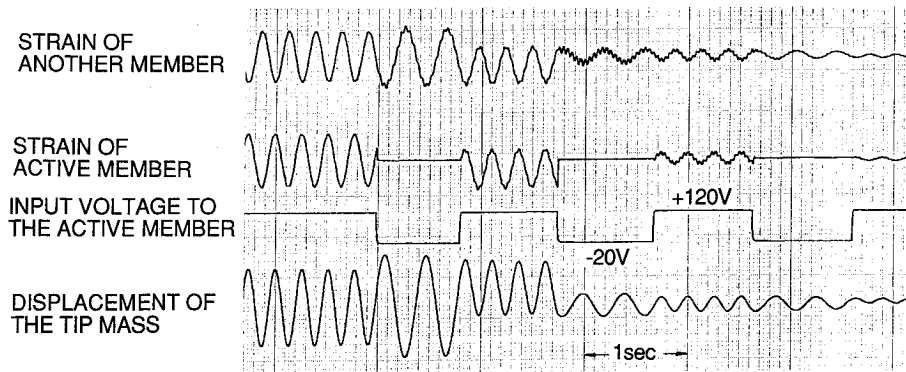 STRAIN OF
ANOTHER MEMBER
STRAIN OF
ACTIVE MEMBER
INPUT VOLTAGE TO
THE ACTIVE MEMBER
+120V
-20V
DISPLACEMENT OF
THE TIP MASS
1sec